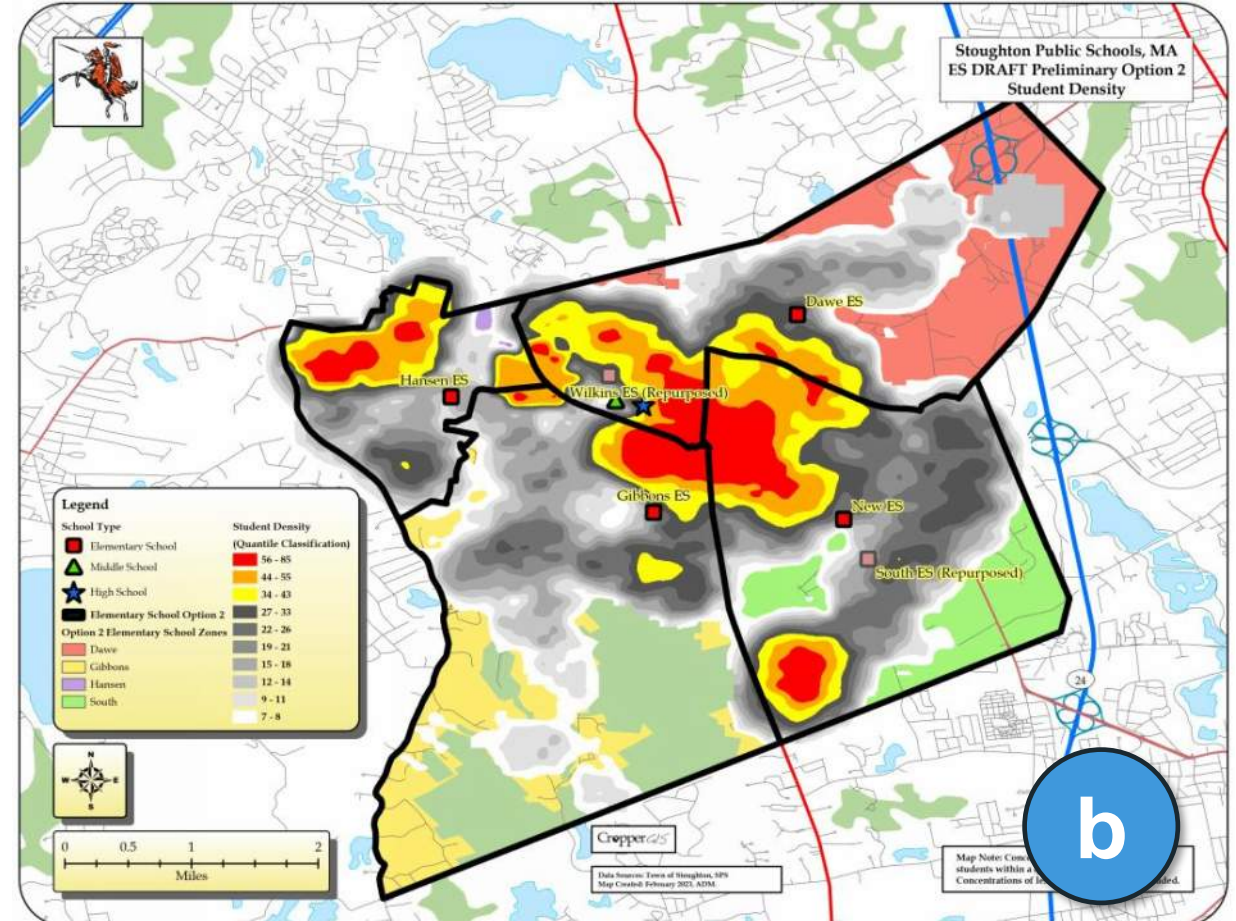 Stoughton Public Schools, MA
ES DRAFT Preliminary Option 2
Student Density
Dawe ES
Hansen ES
Wilkins ES (Repurposed)
Gibbons ES
New ES
South ES (Repurposed)
24
Legend
School Type
Elementary School
Middle School
High School
Elementary School Option 2
Option 2 Elementary School Zones
Dawe
Gibbons
Hansen
South
Student Density
(Quantile Classification)
56 - 85
44 - 55
34 - 43
27 - 33
22 - 26
19 - 21
15 - 18
12 - 14
9 - 11
7 - 8
N
W E
S
0 0.5 1 2
Miles
Cropper GIS
Data Sources: Town of Stoughton, SPS
Map Created: February 2023, ADM.
Map Note:
students within a
Concentrations of
b